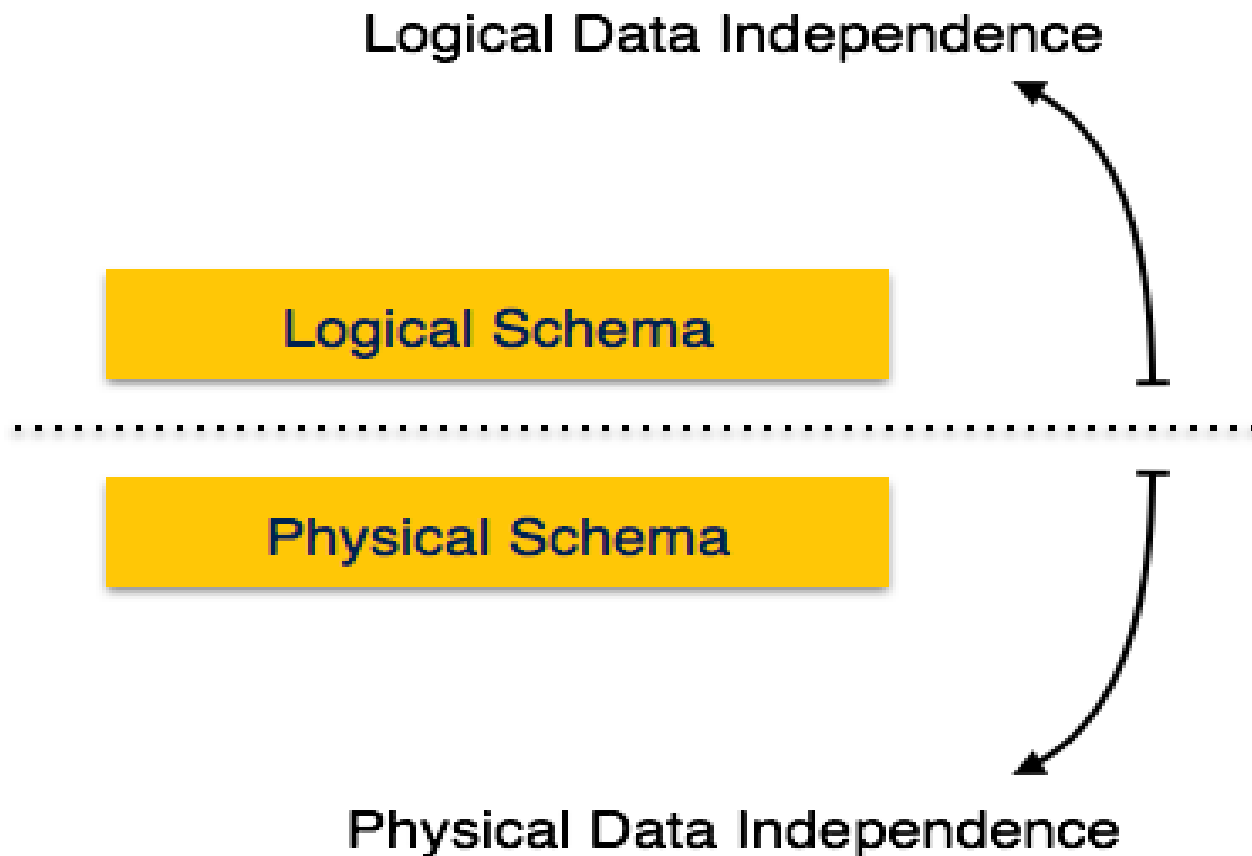 Logical Data Independence
Logical Schema
Physical Schema
Physical Data Independence